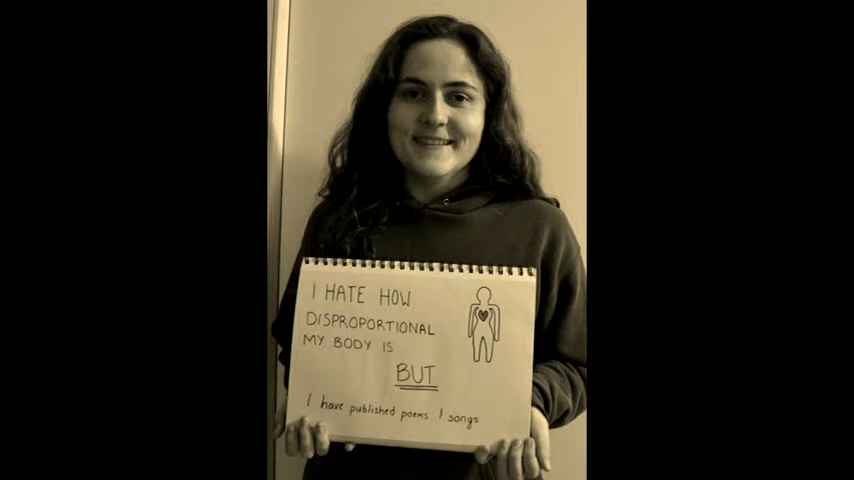 I HATE HOW
DISPROPORTIONAL
MY BODY IS
BUT
I have published poems & songs